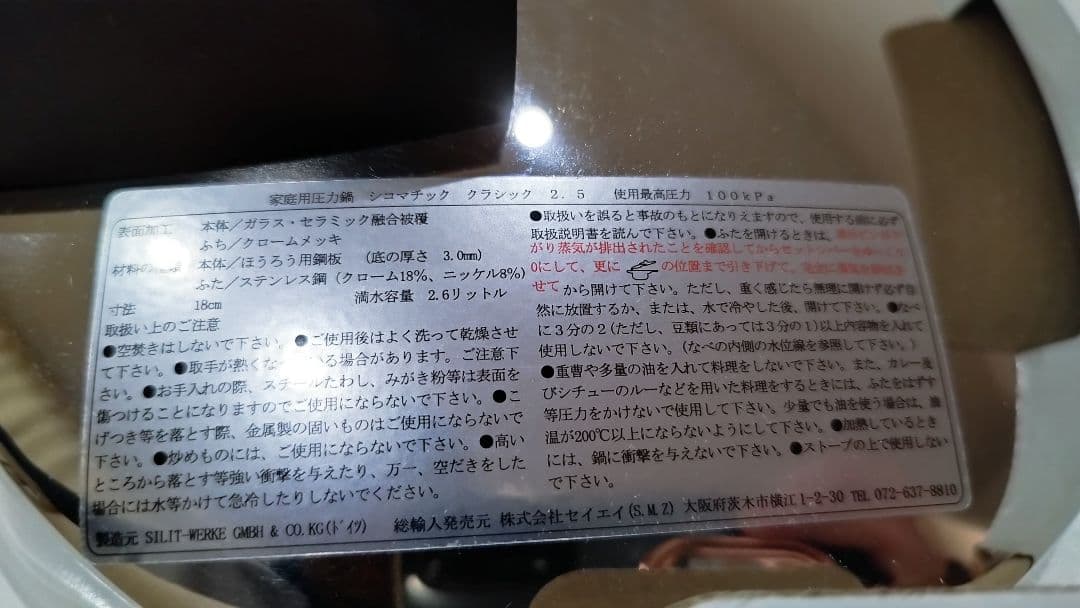 家庭用圧力鍋 シコマチック クラシック 2.5 使用最高圧力 100kPa
表面加工 本体/ガラス・セラミック融合被覆
ふち/クロームメッキ
材料の 本体/ほうろう用鋼板 (底の厚さ 3.0mm)
ふた/ステンレス鋼(クローム18%、ニッケル8%)
寸法 18cm 満水容量 2.6リットル
取扱い上のご注意
●空焚きはしないで下さい。●ご使用後はよく洗って乾燥させ
て下さい。●取手が熱くな いる場合があります。ご注意下
さい。●お手入れの際、スチールたわし、みがき粉等は表面を
傷つけることになりますのでご使用にならないで下さい。●こ
げつき等を落とす際、金属製の固いものはご使用にならないで
下さい。●炒めものには、ご使用にならないで下さい。●高い
ところから落とす等強い衝撃を与えたり、万一、空だきをした
場合には水等かけて急冷したりしないでください。
●取扱いを誤ると事故のもとになりえますので、使用する前に必ず
取扱説明書を読んで下さい。●ふたを開けるときは、
がり蒸気が排出されたことを確認してから
0にして、更に の位置まで引き下げて、
せてから開けて下さい。ただし、重く感じたら無理に開けず必ず自
然に放置するか、または、水で冷やした後、開けて下さい。●なべ
に3分の2(ただし、豆類にあっては3分の1)以上内容物を入れて
使用しないで下さい。(なべの内側の水位線を参照して下さい。)
●重曹や多量の油を入れて料理をしないで下さい。また、カレー及
びシチューのルーなどを用いた料理をするときには、ふたをはずす
等圧力をかけないで使用して下さい。少量でも油を使う場合は、油
温が200℃以上にならないようにして下さい。●加熱しているとき
には、鍋に衝撃を与えないで下さい。●ストーブの上で使用しない
で下さい。
製造元 SILIT-WERKE GMBH & CO.KG(ドイツ) 総輸入発売元 株式会社セイエイ(S.M.Z) 大阪府茨木市横江1-2-30 TEL 072-637-8810